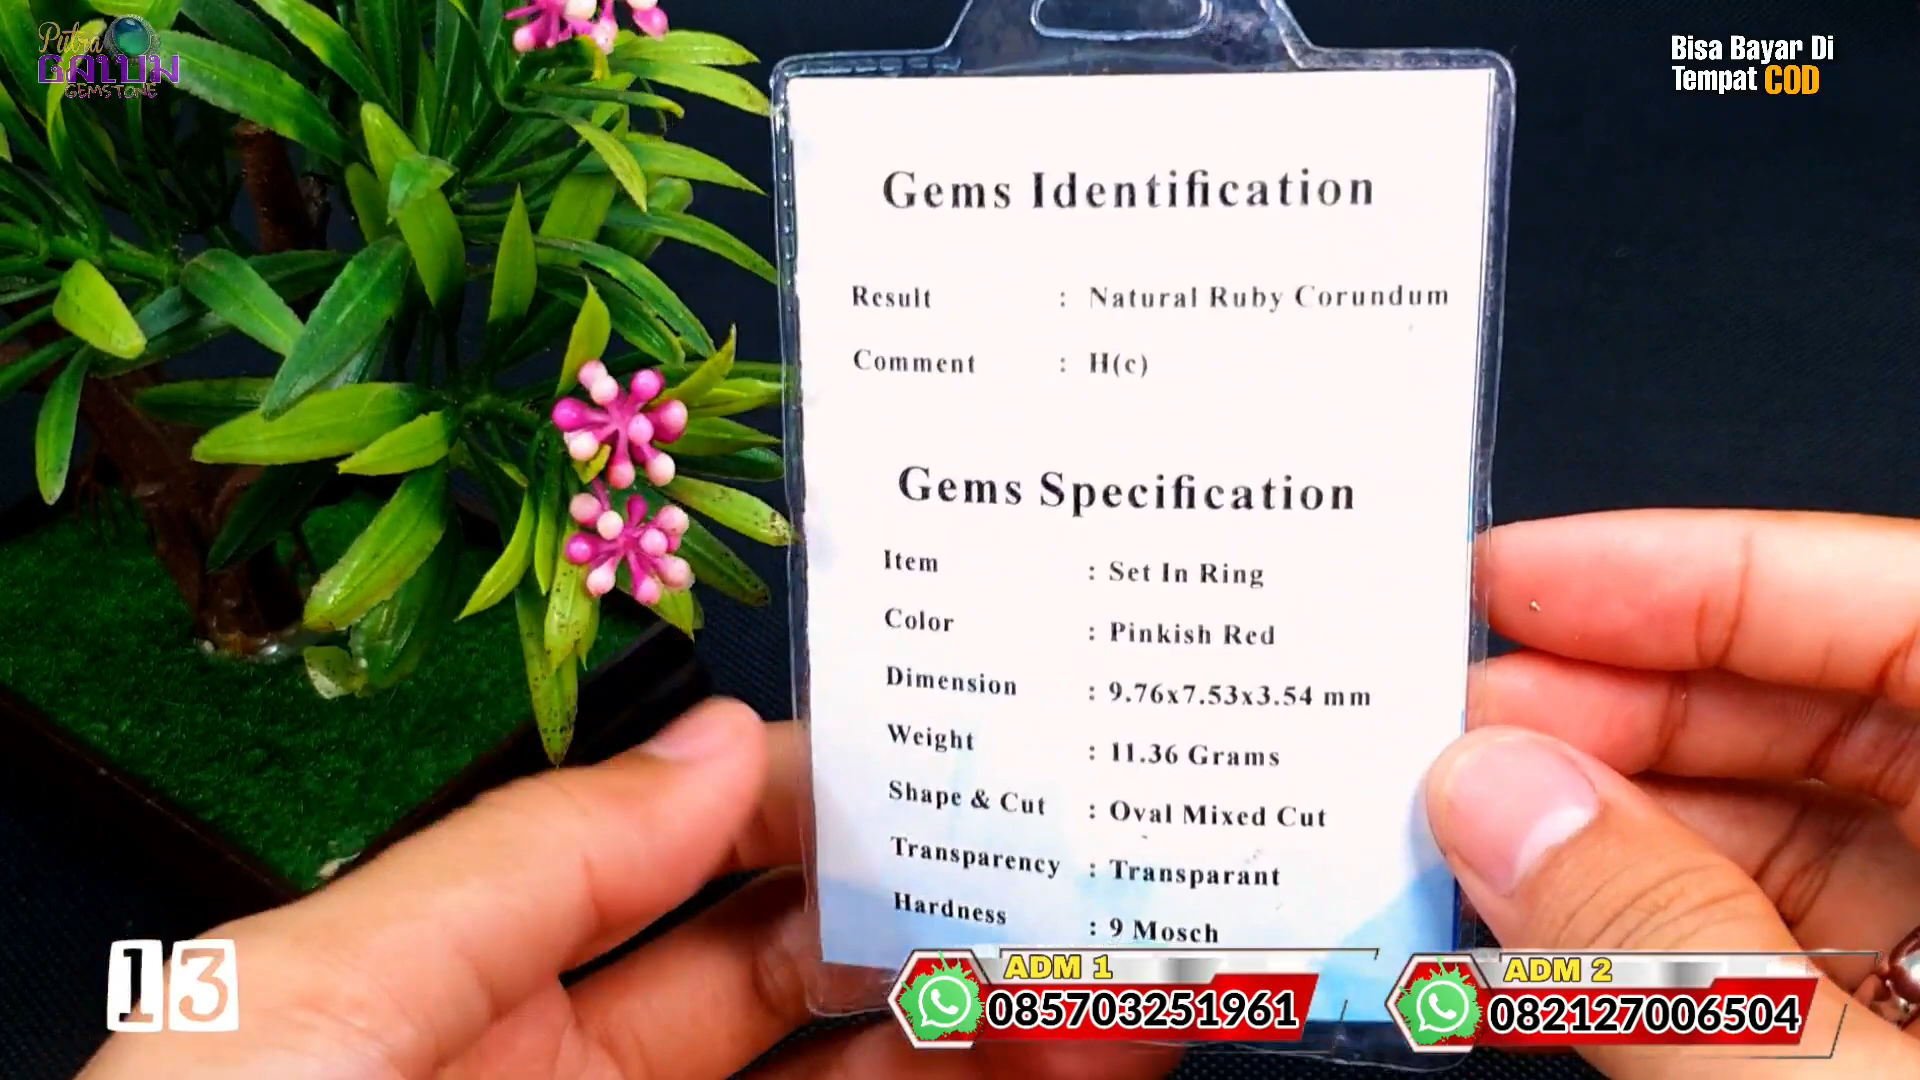 Putra
GALUH
GEMSTONE
Bisa Bayar Di
Tempat COD
Gems Identification
Result : Natural Ruby Corundum
Comment : H(c)
Gems Specification
Item : Set In Ring
Color : Pinkish Red
Dimension : 9.76x7.53x3.54 mm
Weight : 11.36 Grams
Shape & Cut : Oval Mixed Cut
Transparency : Transparant
Hardness : 9 Mosch
13
ADM 1
085703251961
ADM 2
082127006504